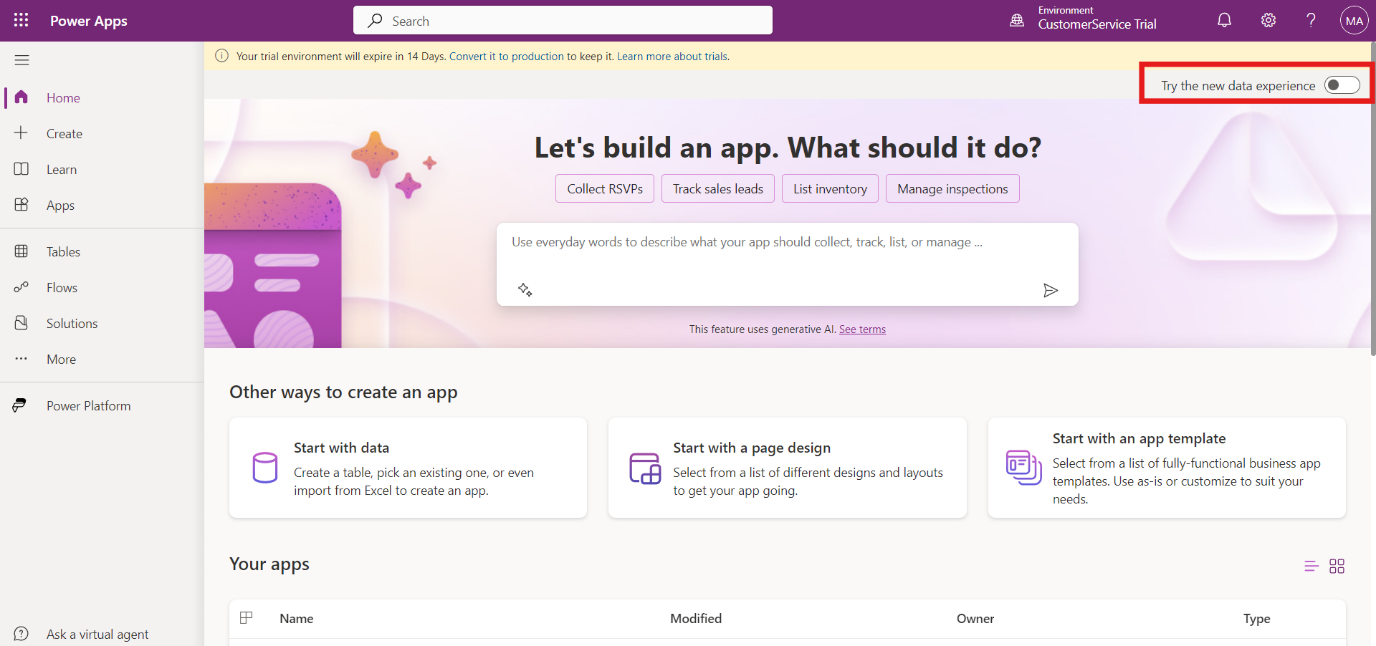 Power Apps
Search
Environment
CustomerService Trial
MA
Your trial environment will expire in 14 Days. Convert it to production to keep it. Learn more about trials.
Try the new data experience
Home
Create
Learn
Apps
Tables
Flows
Solutions
More
Power Platform
Ask a virtual agent
Let's build an app. What should it do?
Collect RSVPs
Track sales leads
List inventory
Manage inspections
Use everyday words to describe what your app should collect, track, list, or manage ...
This feature uses generative AI. See terms
Other ways to create an app
Start with data
Create a table, pick an existing one, or even
import from Excel to create an app.
Start with a page design
Select from a list of different designs and layouts
to get your app going.
Start with an app template
Select from a list of fully-functional business app
templates. Use as-is or customize to suit your
needs.
Your apps
Name
Modified
Owner
Type